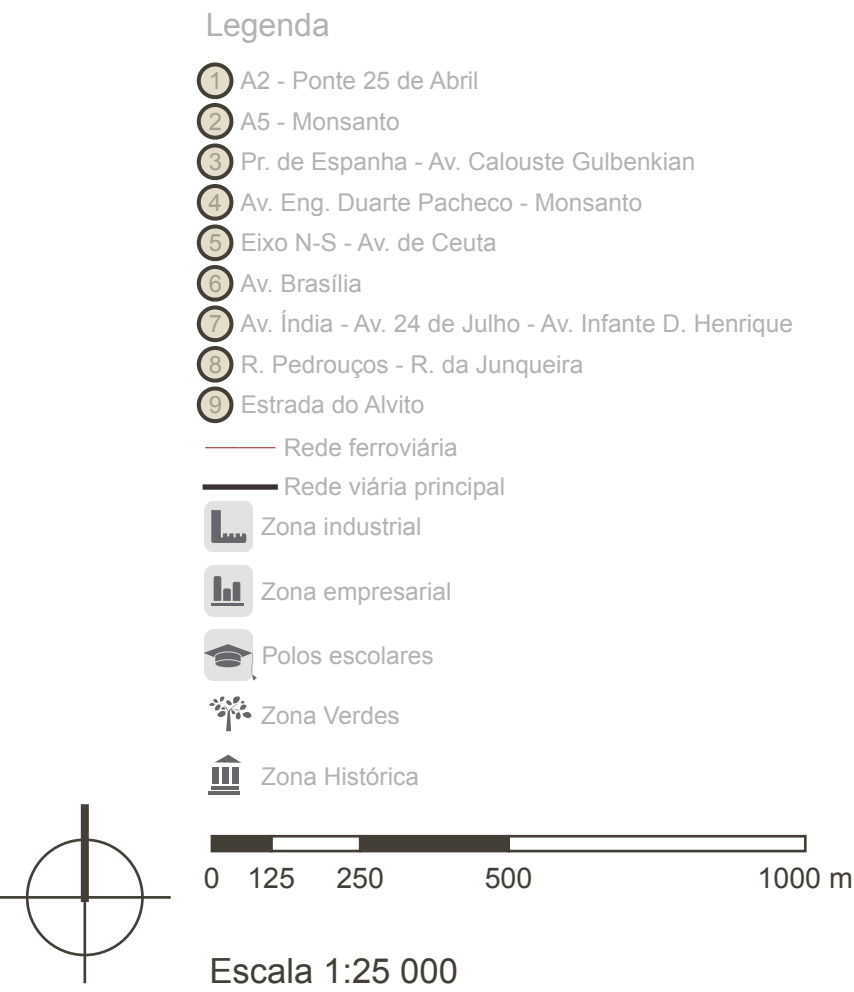 Legenda
1 A2 - Ponte 25 de Abril
2 A5 - Monsanto
3 Pr. de Espanha - Av. Calouste Gulbenkian
4 Av. Eng. Duarte Pacheco - Monsanto
5 Eixo N-S - Av. de Ceuta
6 Av. Brasília
7 Av. Índia - Av. 24 de Julho - Av. Infante D. Henrique
8 R. Pedrouços - R. da Junqueira
9 Estrada do Alvito
Rede ferroviária
Rede viária principal
Zona industrial
Zona empresarial
Polos escolares
Zona Verdes
Zona Histórica
0 125 250 500 1000 m
Escala 1:25 000